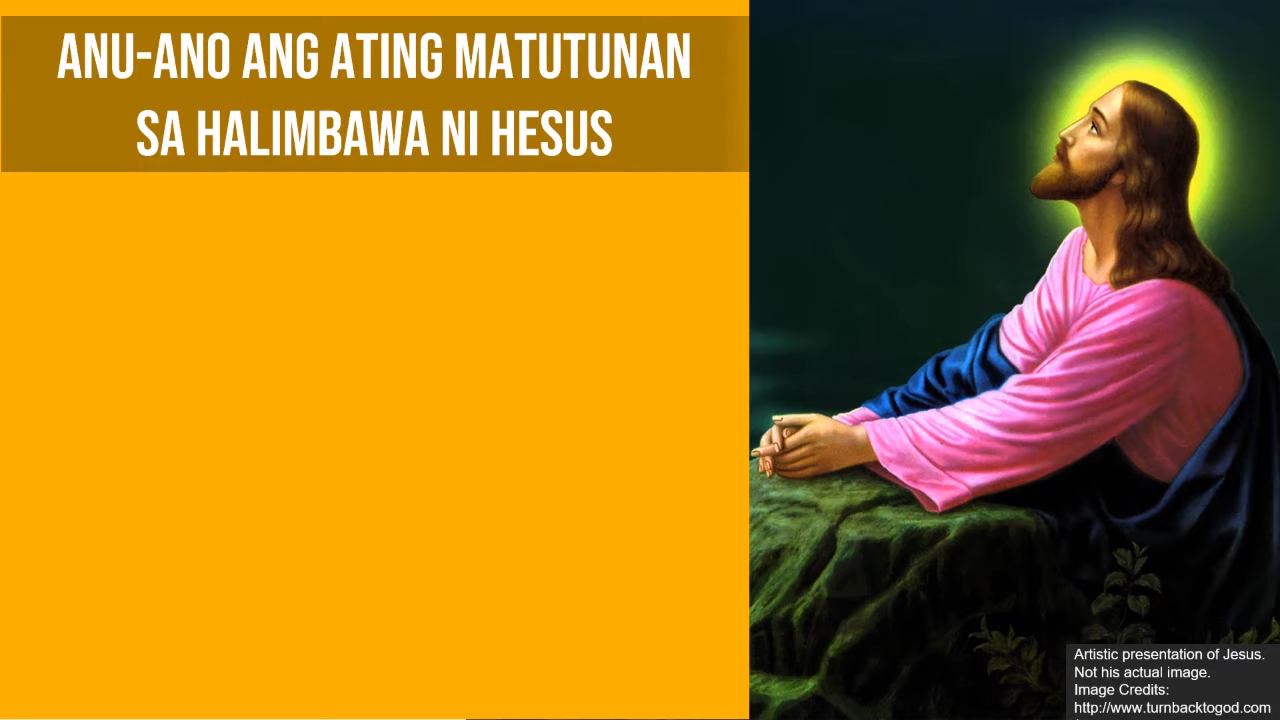 ANU-ANO ANG ATING MATUTUNAN
SA HALIMBAWA NI HESUS
Artistic presentation of Jesus.
Not his actual image.
Image Credits:
http://www.turnbacktogod.com